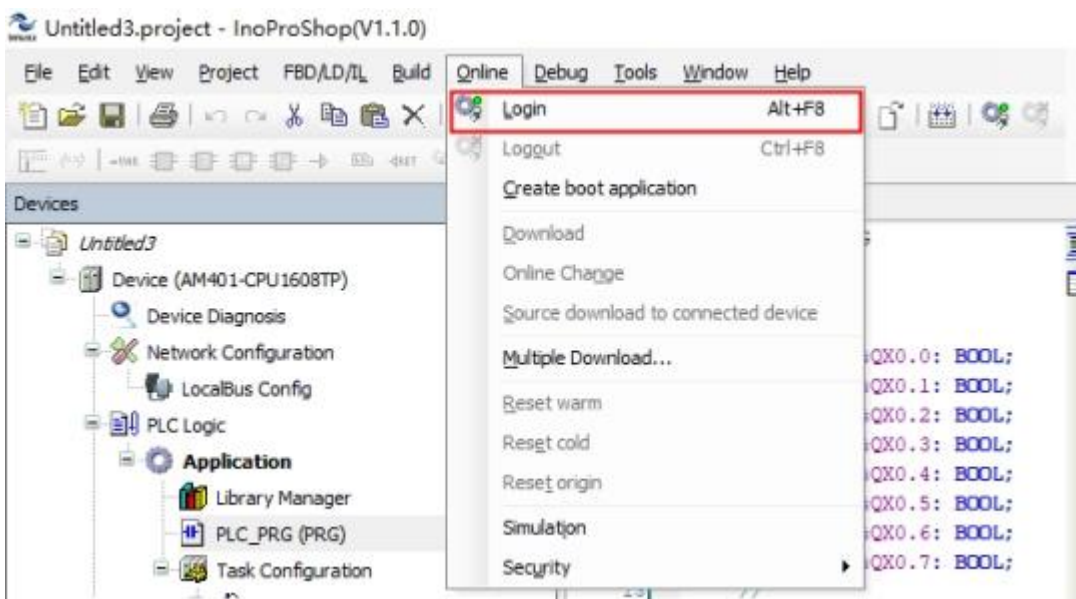 Untitled3.project - InoProShop(V1.1.0)
File Edit View Project FBD/LD/IL Build Online Debug Tools Window Help
Login Alt+F8
Logout Ctrl+F8
Create boot application
Devices
Download
Untitled3
Online Change
Device (AM401-CPU1608TP)
Source download to connected device
Device Diagnosis
Multiple Download...
Network Configuration
QX0.0: BOOL;
LocalBus Config
QX0.1: BOOL;
Reset warm
QX0.2: BOOL;
PLC Logic
Reset cold
QX0.3: BOOL;
Application
QX0.4: BOOL;
Reset origin
Library Manager
QX0.5: BOOL;
PLC_PRG (PRG)
Simulation
QX0.6: BOOL;
Task Configuration
Security
QX0.7: BOOL;